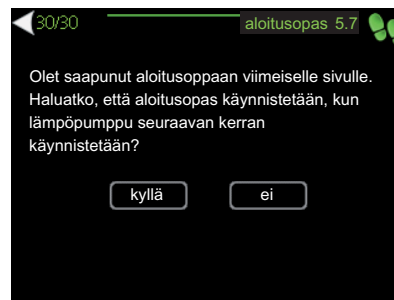 30/30
aloitusopas 5.7
Olet saapunut aloitusoppaan viimeiselle sivulle.
Haluatko, että aloitusopas käynnistetään, kun
lämpöpumppu seuraavan kerran
käynnistetään?
kyllä
ei